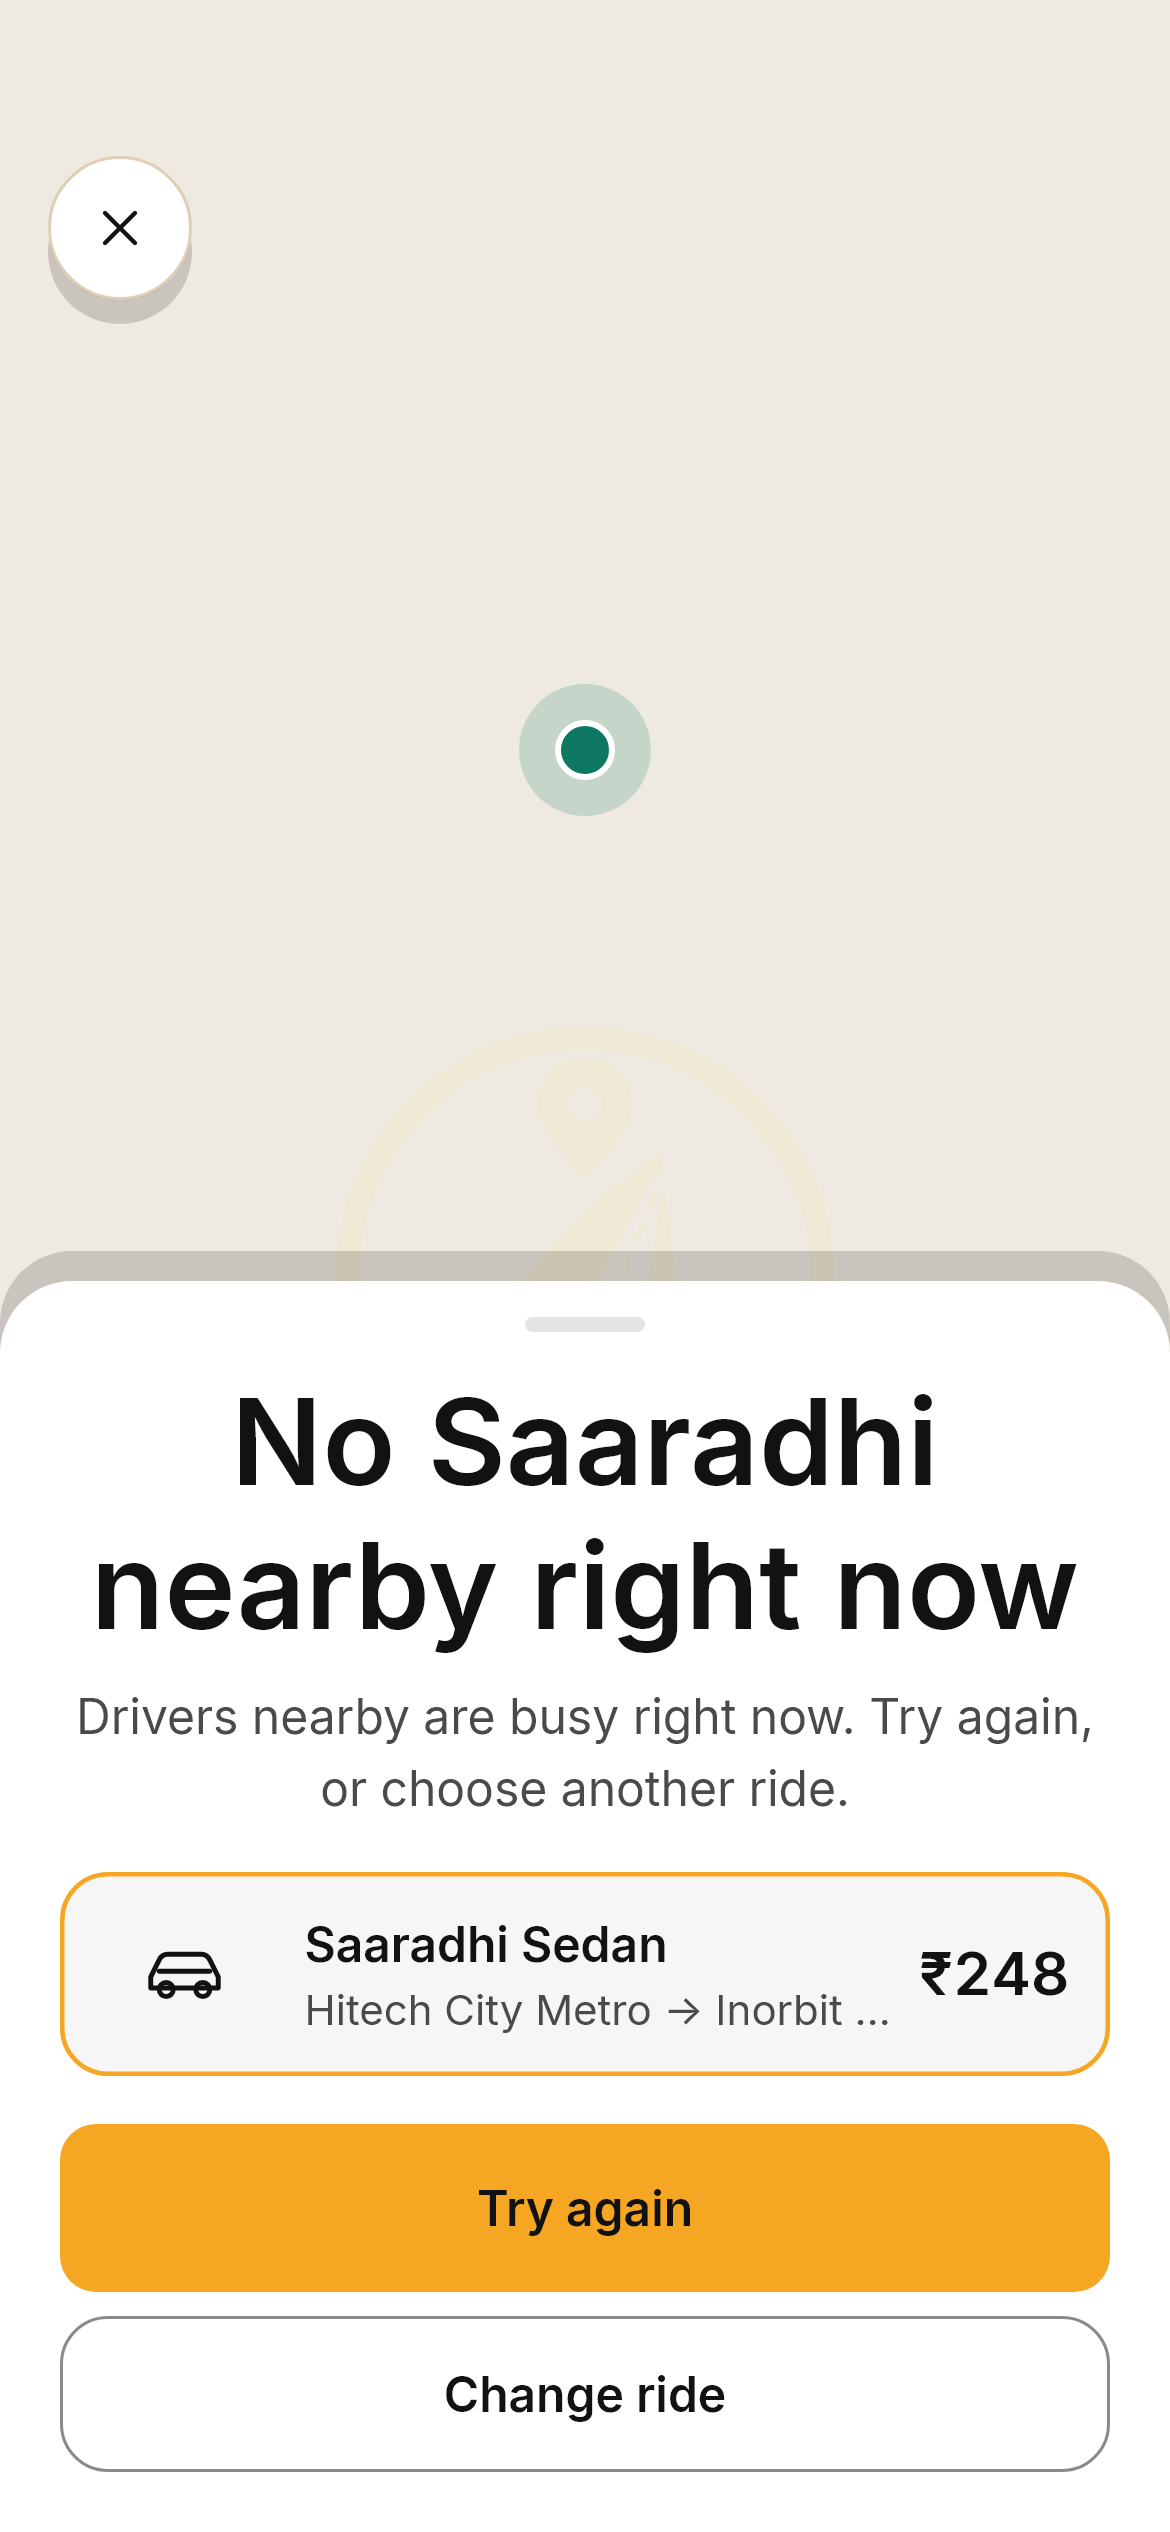 No Saaradhi
nearby right now
Drivers nearby are busy right now. Try again,
or choose another ride.
Saaradhi Sedan
Hitech City Metro → Inorbit ...
₹248
Try again
Change ride